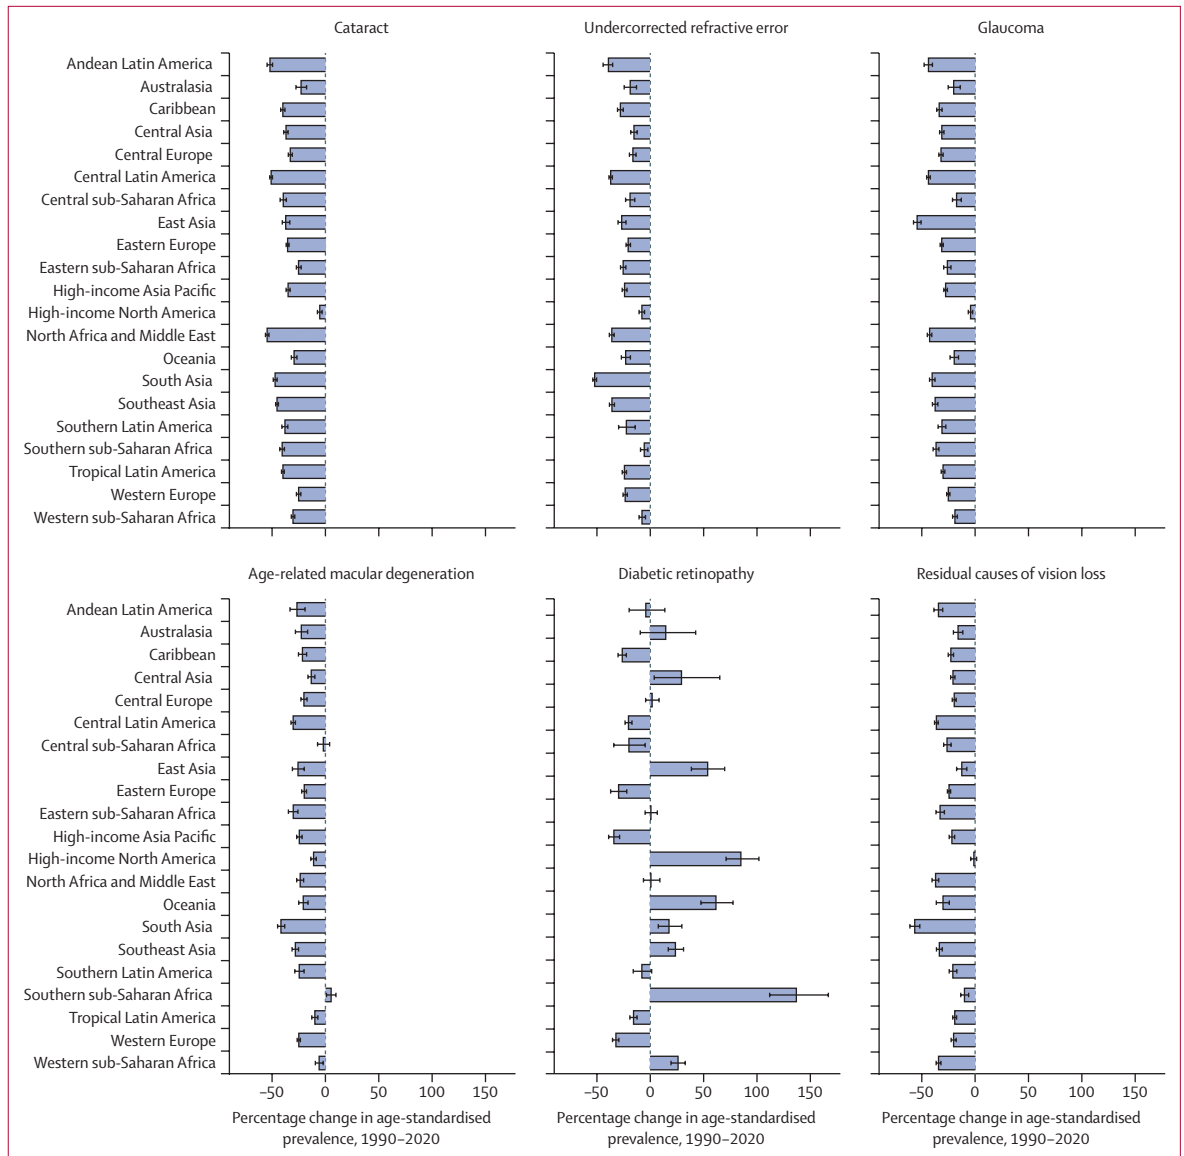 Cataract
Undercorrected refractive error
Glaucoma
Andean Latin America
Australasia
Caribbean
Central Asia
Central Europe
Central Latin America
Central sub-Saharan Africa
East Asia
Eastern Europe
Eastern sub-Saharan Africa
High-income Asia Pacific
High-income North America
North Africa and Middle East
Oceania
South Asia
Southeast Asia
Southern Latin America
Southern sub-Saharan Africa
Tropical Latin America
Western Europe
Western sub-Saharan Africa
Age-related macular degeneration
Diabetic retinopathy
Residual causes of vision loss
Andean Latin America
Australasia
Caribbean
Central Asia
Central Europe
Central Latin America
Central sub-Saharan Africa
East Asia
Eastern Europe
Eastern sub-Saharan Africa
High-income Asia Pacific
High-income North America
North Africa and Middle East
Oceania
South Asia
Southeast Asia
Southern Latin America
Southern sub-Saharan Africa
Tropical Latin America
Western Europe
Western sub-Saharan Africa
–50 0 50 100 150
–50 0 50 100 150
–50 0 50 100 150
Percentage change in age-standardised
prevalence, 1990–2020
Percentage change in age-standardised
prevalence, 1990–2020
Percentage change in age-standardised
prevalence, 1990–2020